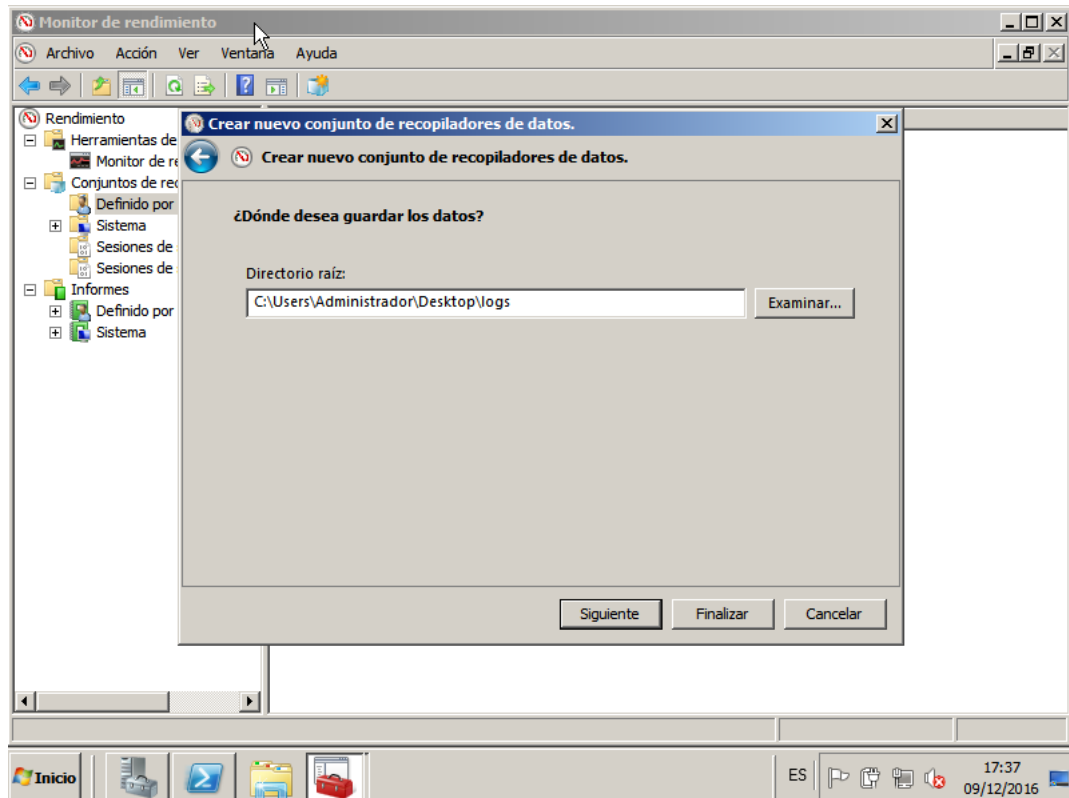 Monitor de rendimiento
Archivo Acción Ver Ventana Ayuda
Rendimiento
Herramientas de
Monitor de re
Conjuntos de rec
Definido por
Sistema
Sesiones de
Sesiones de
Informes
Definido por
Sistema
Crear nuevo conjunto de recopiladores de datos.
Crear nuevo conjunto de recopiladores de datos.
¿Dónde desea guardar los datos?
Directorio raíz:
C:\Users\Administrador\Desktop\logs
Examinar...
Siguiente Finalizar Cancelar
Inicio
ES
17:37
09/12/2016